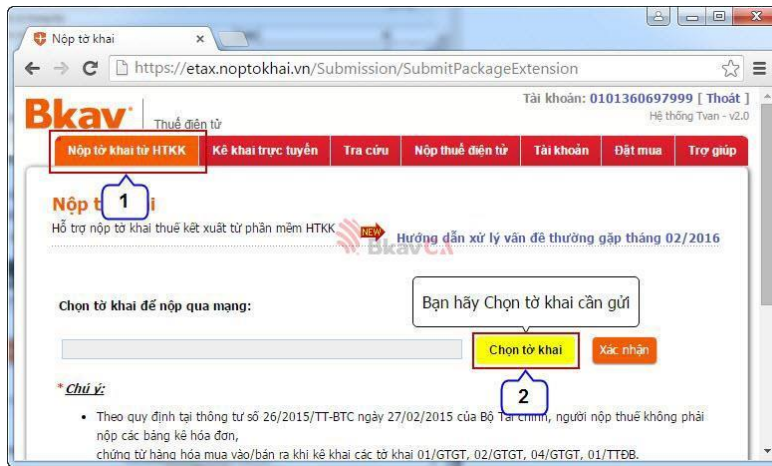 Nộp tờ khai
https://etax.noptokhai.vn/Submission/SubmitPackageExtension
Tài khoản: 0101360697999 [ Thoát ]
Bkav Thuế điện tử
Hệ thống Tvan - v2.0
Nộp tờ khai từ HTKK Kê khai trực tuyến Tra cứu Nộp thuế điện tử Tài khoản Đặt mua Trợ giúp
1
Nộp t i
Hỗ trợ nộp tờ khai thuế kết xuất từ phần mềm HTKK
NEW Hướng dẫn xử lý vấn đề thường gặp tháng 02/2016
BkavCA
Chọn tờ khai để nộp qua mạng:
Bạn hãy Chọn tờ khai cần gửi
Chọn tờ khai Xác nhận
2
* Chú ý:
• Theo quy định tại thông tư số 26/2015/TT-BTC ngày 27/02/2015 của Bộ Tài chính, người nộp thuế không phải
nộp các bảng kê hóa đơn,
chứng từ hàng hóa mua vào/bán ra khi kê khai các tờ khai 01/GTGT, 02/GTGT, 04/GTGT, 01/TTĐB.